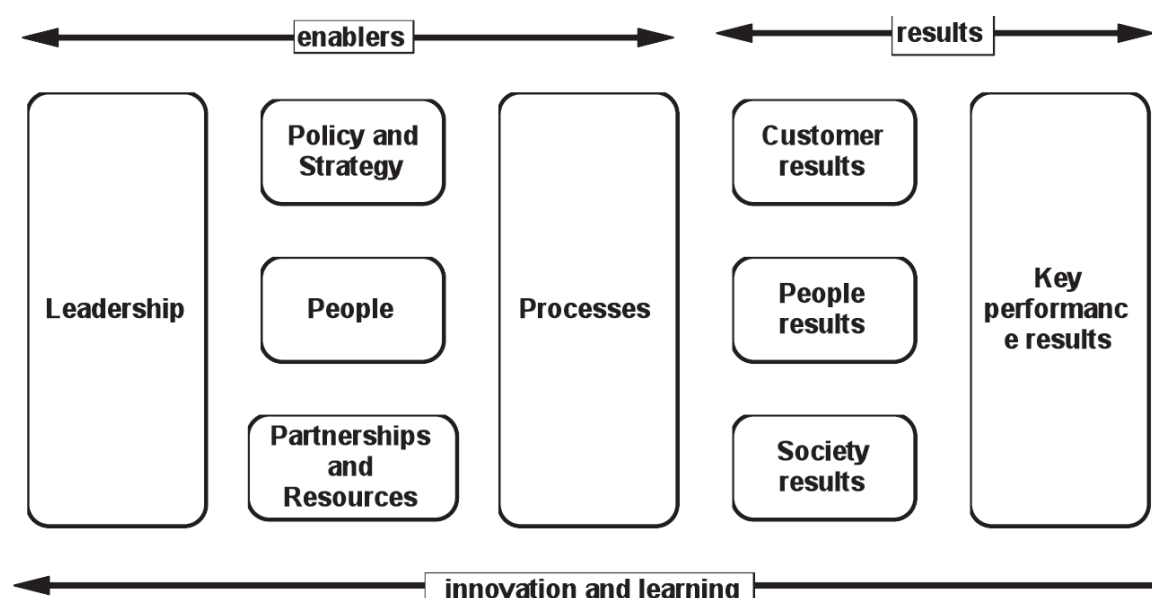 enablers
results
Leadership
Policy and
Strategy
People
Partnerships
and
Resources
Processes
Customer
results
People
results
Society
results
Key
performanc
e results
innovation and learning